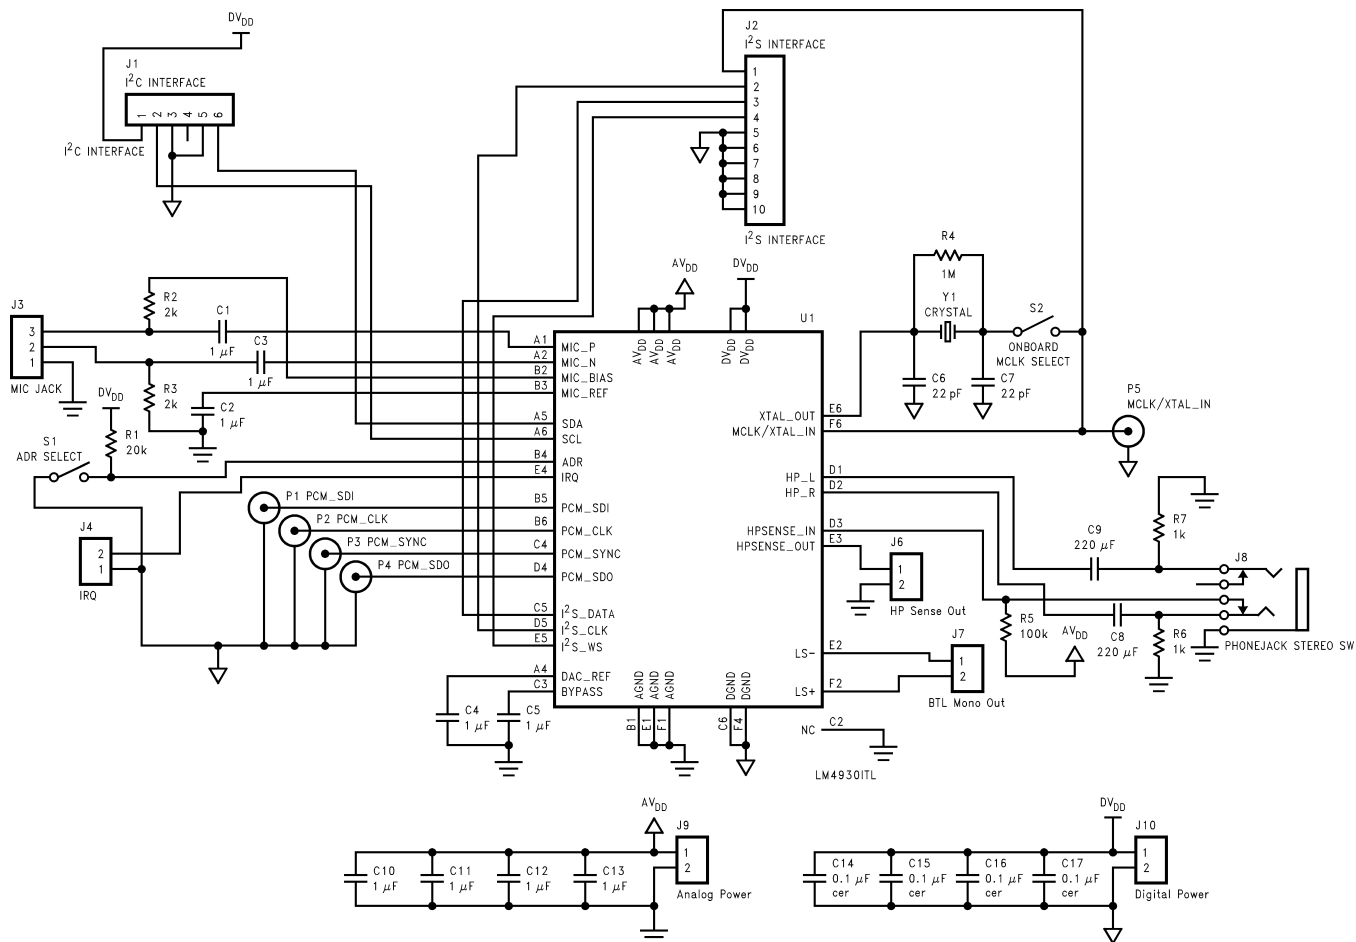 DVDD
J1
I2C INTERFACE
1 2 3 4 5 6
I2C INTERFACE
J2
I2S INTERFACE
1
2
3
4
5
6
7
8
9
10
I2S INTERFACE
AVDD
DVDD
R4
1M
Y1
CRYSTAL
S2
ONBOARD
MCLK SELECT
C6
22 pF
C7
22 pF
P5
MCLK/XTAL_IN
J3
3
2
1
MIC JACK
R2
2k
C1
1 μF
C3
1 μF
R3
2k
C2
1 μF
DVDD
R1
20k
S1
ADR SELECT
J4
2
1
IRQ
P1 PCM_SDI
P2 PCM_CLK
P3 PCM_SYNC
P4 PCM_SDO
U1
AVDD AVDD AVDD DVDD DVDD
A1 MIC_P
A2 MIC_N
B2 MIC_BIAS
B3 MIC_REF
A5 SDA
A6 SCL
B4 ADR
E4 IRQ
B5 PCM_SDI
B6 PCM_CLK
C4 PCM_SYNC
D4 PCM_SDO
C5 I2S_DATA
D5 I2S_CLK
E5 I2S_WS
A4 DAC_REF
C3 BYPASS
XTAL_OUT E6
MCLK/XTAL_IN F6
HP_L D1
HP_R D2
HPSENSE_IN D3
HPSENSE_OUT E3
LS- E2
LS+ F2
NC C2
AGND AGND AGND DGND DGND
B1 E1 F1 C6 F4
LM4930ITL
C4
1 μF
C5
1 μF
J6
1
2
HP Sense Out
J7
1
2
BTL Mono Out
C9
220 μF
R7
1k
J8
R5
100k
AVDD
C8
220 μF
R6
1k
PHONEJACK STEREO SW
AVDD
J9
1
2
Analog Power
C10
1 μF
C11
1 μF
C12
1 μF
C13
1 μF
DVDD
J10
1
2
Digital Power
C14
0.1 μF
cer
C15
0.1 μF
cer
C16
0.1 μF
cer
C17
0.1 μF
cer